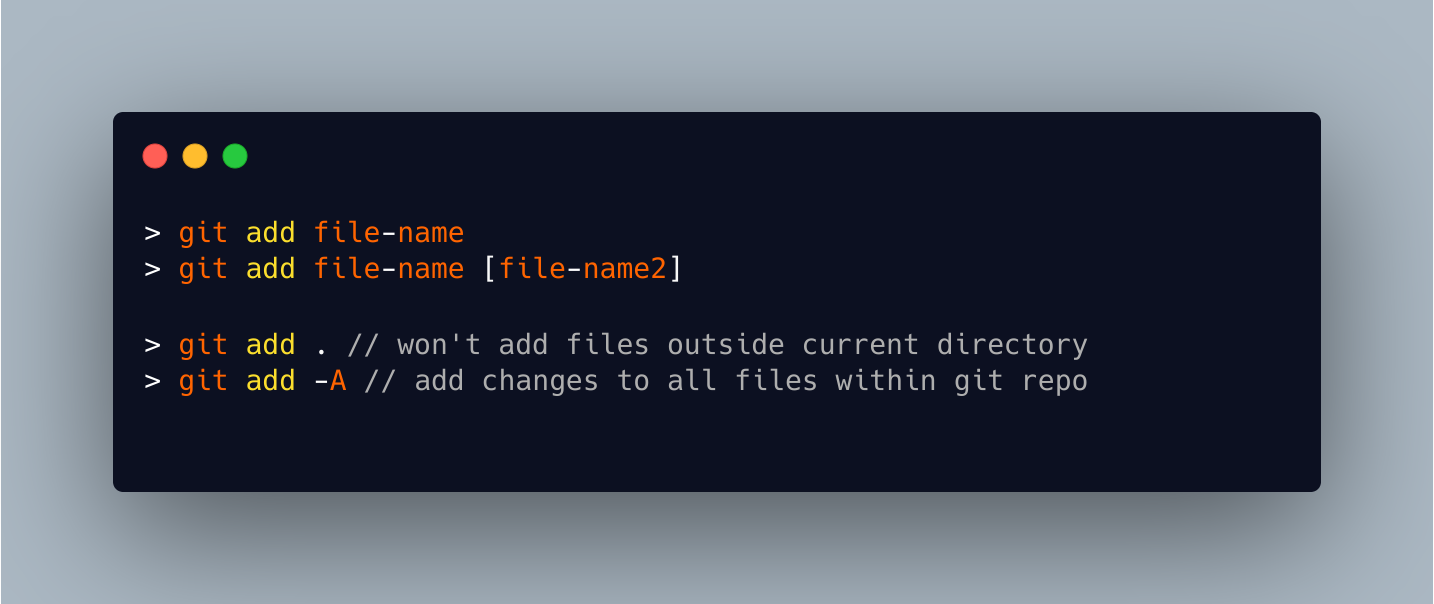 > git add file-name
> git add file-name [file-name2]
> git add . // won't add files outside current directory
> git add -A // add changes to all files within git repo